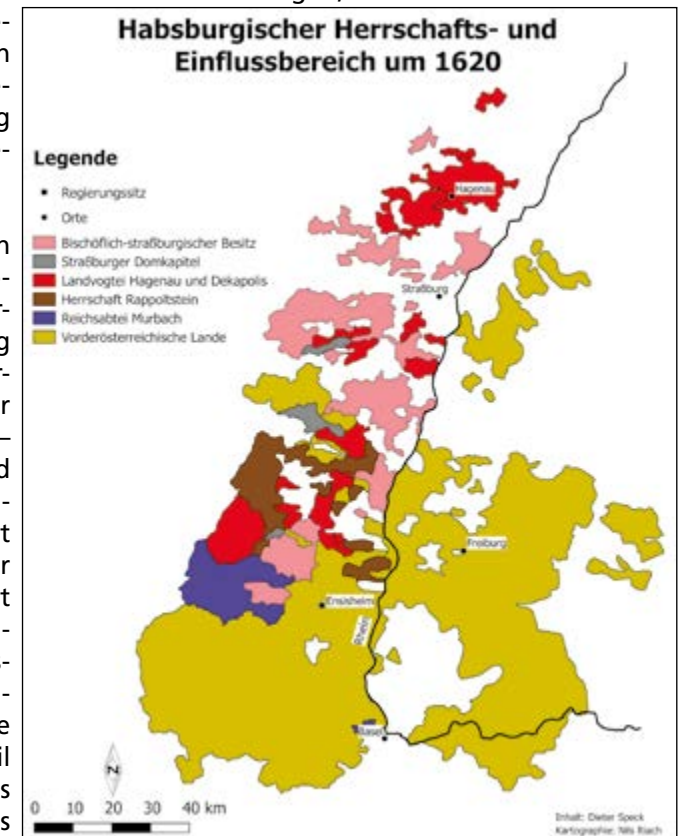 Habsburgischer Herrschafts- und
Einflussbereich um 1620
Legende
Regierungssitz
Orte
Bischöflich-straßburgischer Besitz
Straßburger Domkapitel
Landvogtei Hagenau und Dekapolis
Herrschaft Rappoltstein
Reichsabtei Murbach
Vorderösterreichische Lande
Hagenau
Straßburg
Freiburg
Ensisheim
Rhein
Basel
N
0 10 20 30 40 km
Inhalt: Dieter Speck
Kartographie: Nils Riach